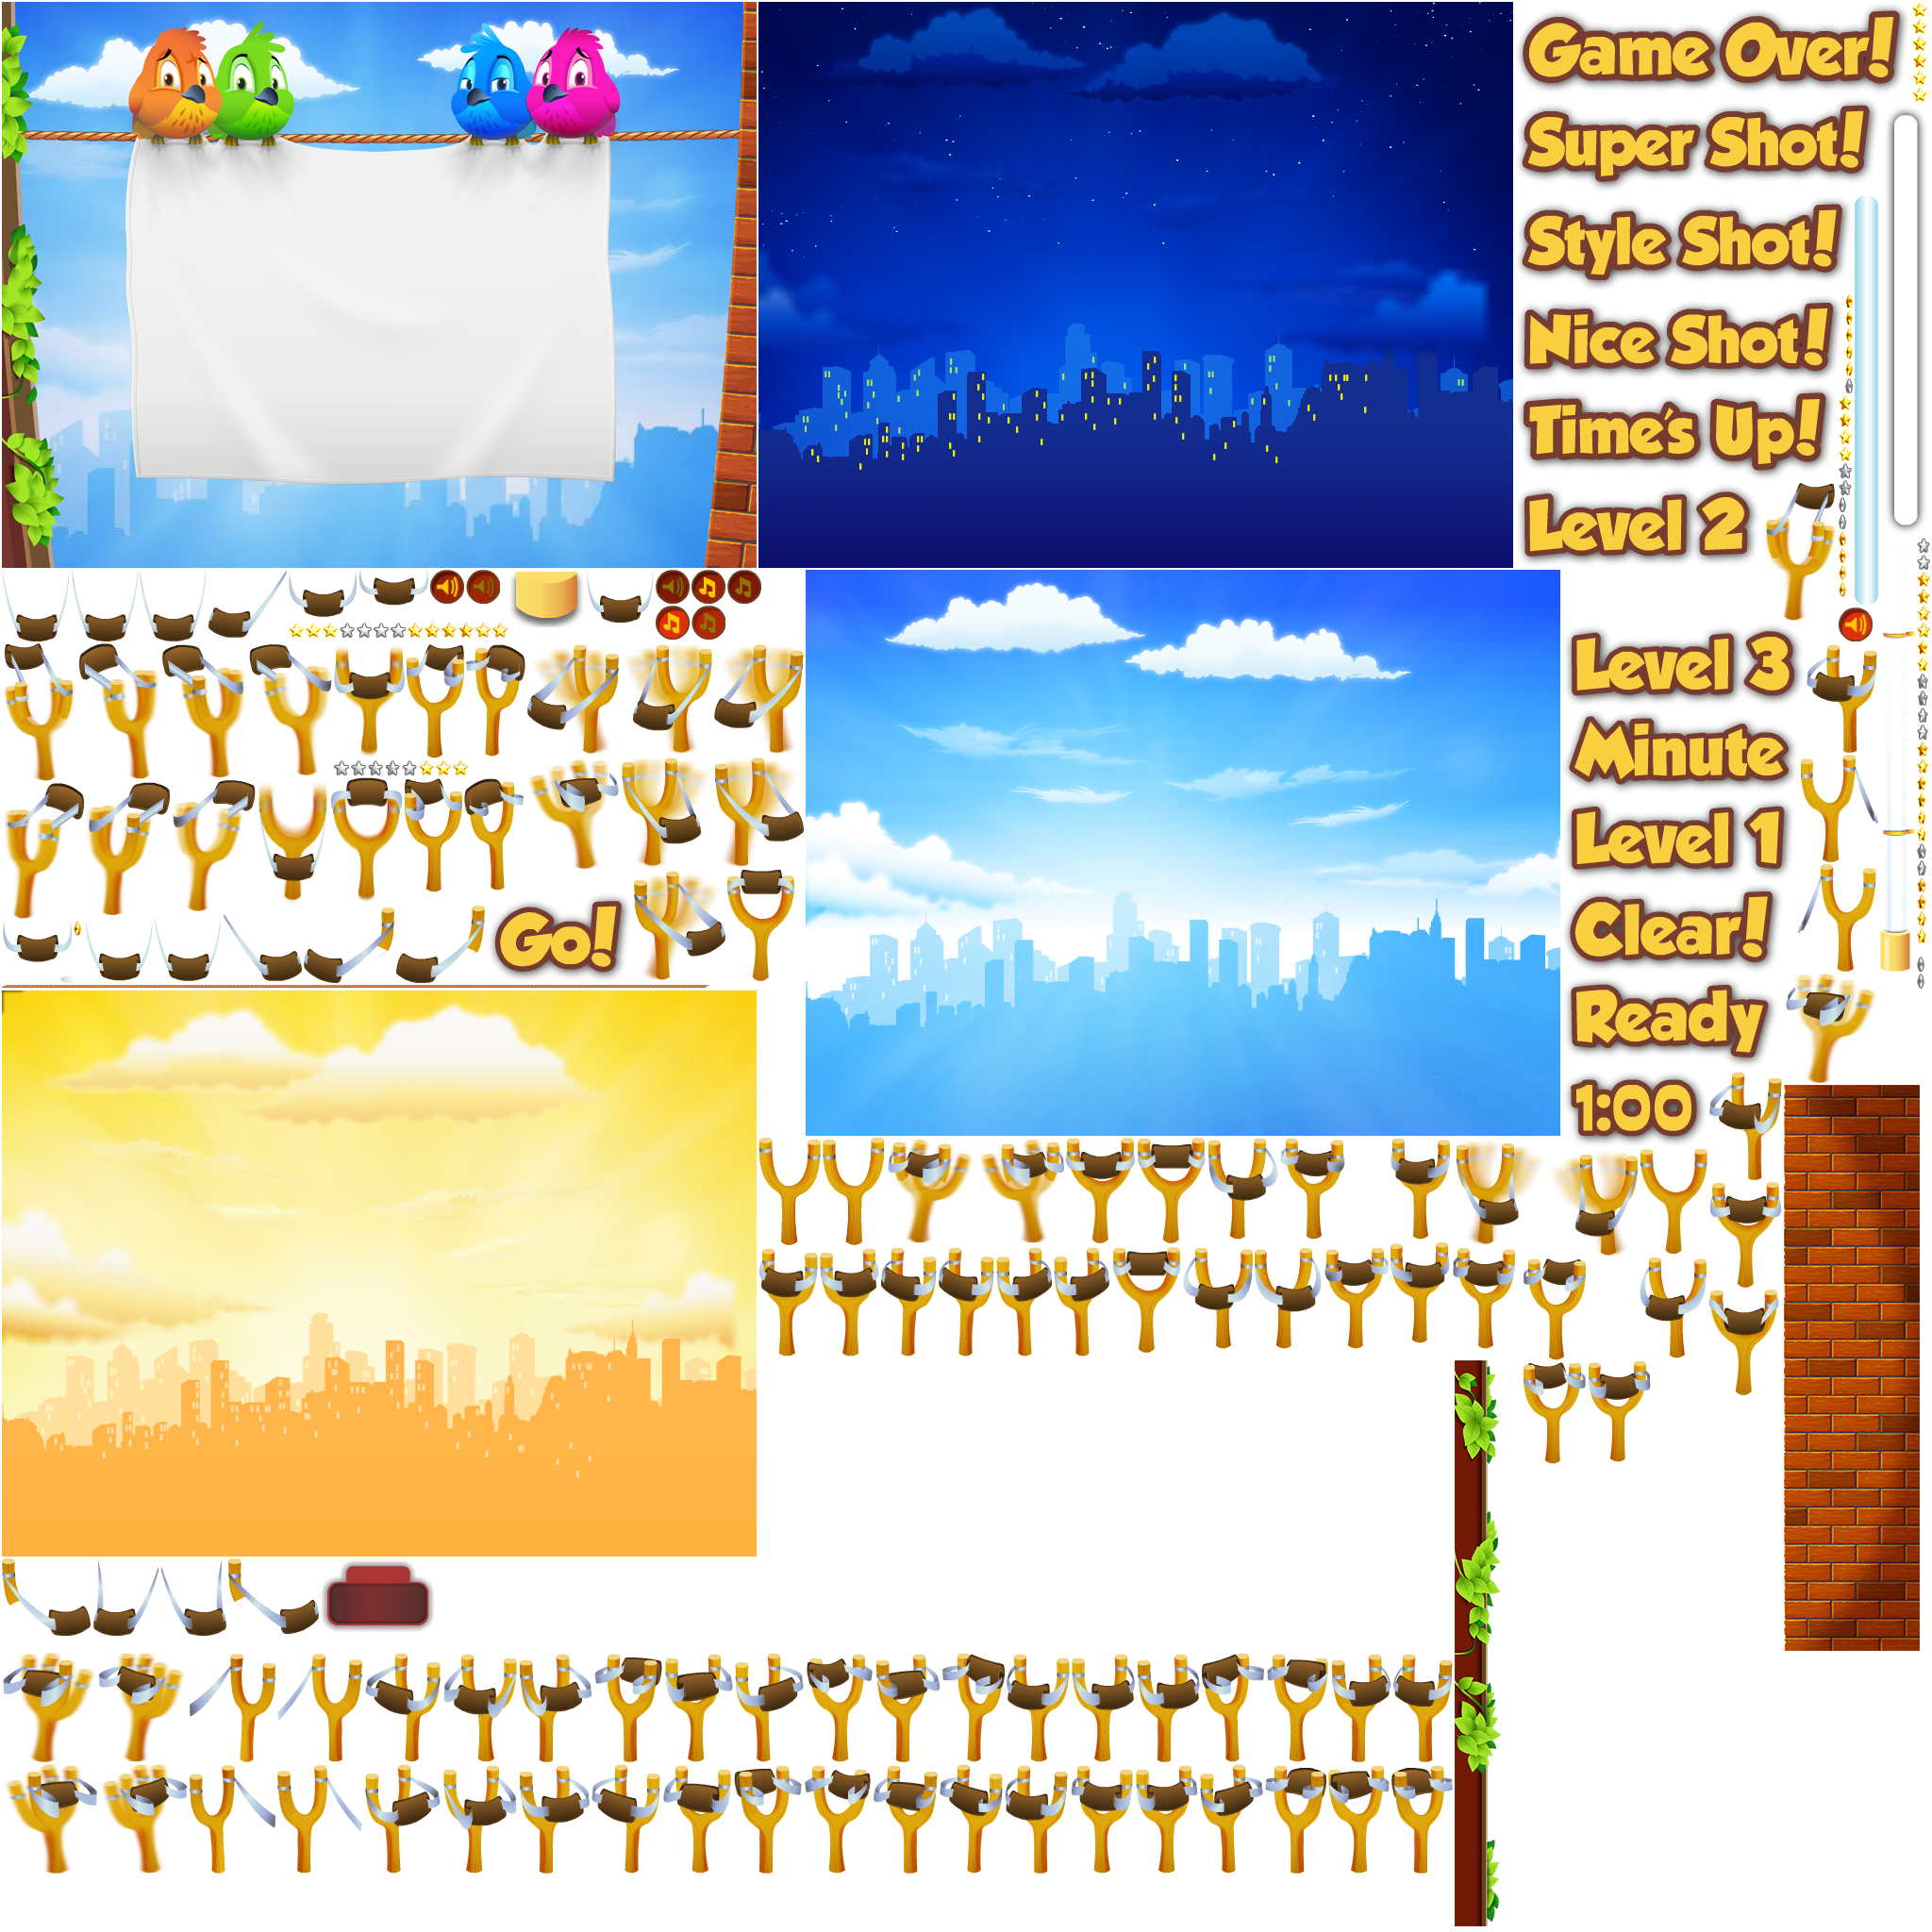 Game Over!
Super Shot!
Style Shot!
Nice Shot!
Time's Up!
Level 2
Level 3
Minute
Level 1
Clear!
Go!
Ready
1:00